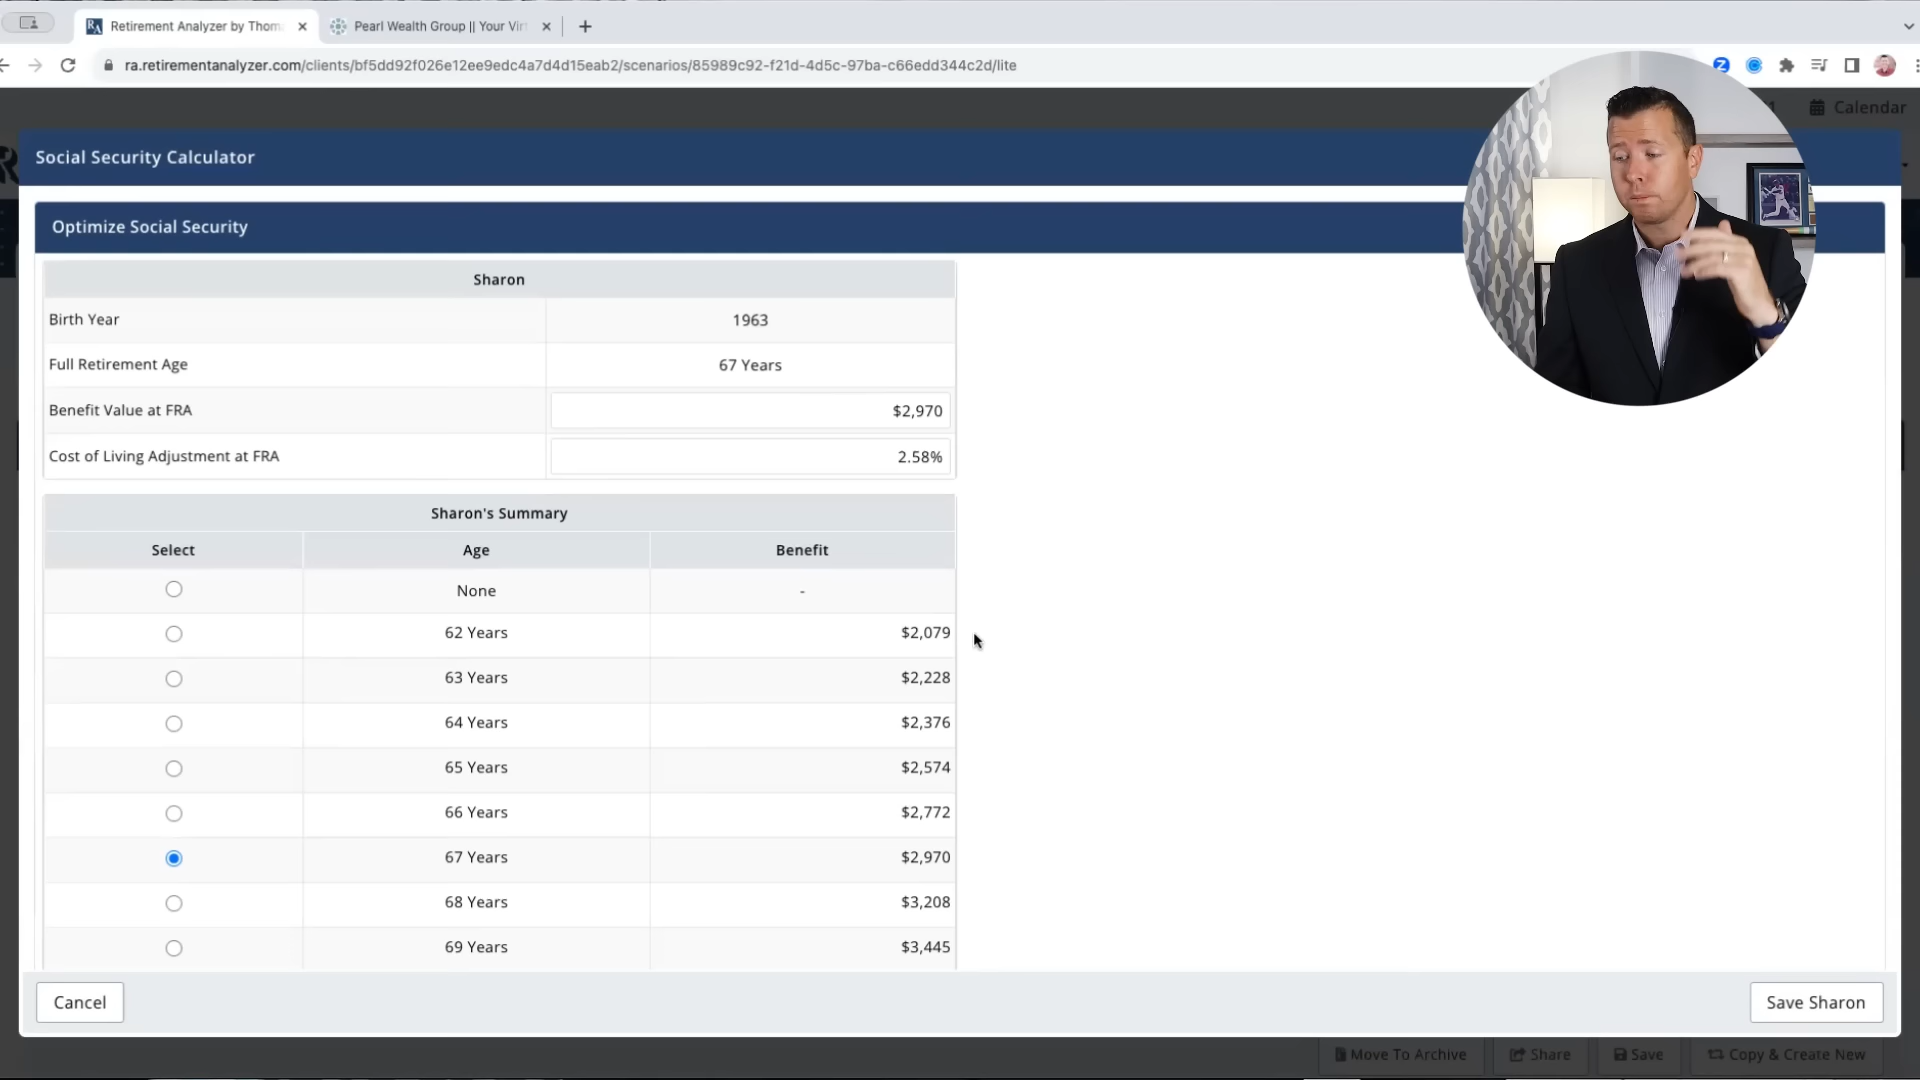 Retirement Analyzer by Thom
Pearl Wealth Group || Your Vir
ra.retirementanalyzer.com/clients/bf5dd92f026e12ee9edc4a7d4d15eab2/scenarios/85989c92-f21d-4d5c-97ba-c66edd344c2d/lite
Calendar
Social Security Calculator
Optimize Social Security
Sharon
Birth Year 1963
Full Retirement Age 67 Years
Benefit Value at FRA $2,970
Cost of Living Adjustment at FRA 2.58%
Sharon's Summary
Select Age Benefit
None -
62 Years $2,079
63 Years $2,228
64 Years $2,376
65 Years $2,574
66 Years $2,772
67 Years $2,970
68 Years $3,208
69 Years $3,445
Cancel Save Sharon
Move To Archive Share Save Copy & Create New